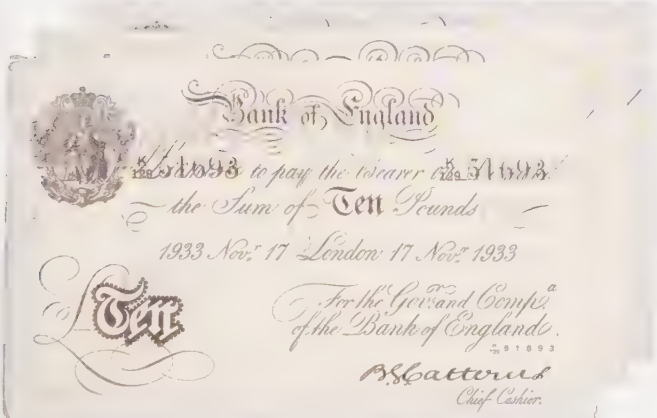 Bank of England
to pay the Bearer
the Sum of Ten Pounds
1933 Nov.r 17 London 17 Nov.r 1933
Ten
For the Gov.or and Comp.a
of the Bank of England.
B.G. Catterns
Chief Cashier.